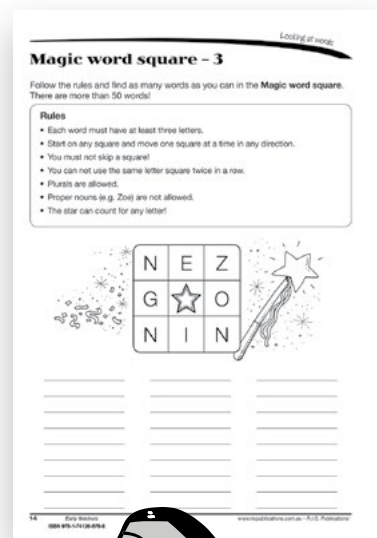 Looking at words
Magic word square – 3
Follow the rules and find as many words as you can in the Magic word square.
There are more than 50 words!
Rules
• Each word must have at least three letters.
• Start on any square and move one square at a time in any direction.
• You must not skip a square!
• You can not use the same letter square twice in a row.
• Plurals are allowed.
• Proper nouns (e.g. Zoe) are not allowed.
• The star can count for any letter!
N E Z
G O
N I N
14 Early finishers www.ricpublications.com.au – R.I.C. Publications